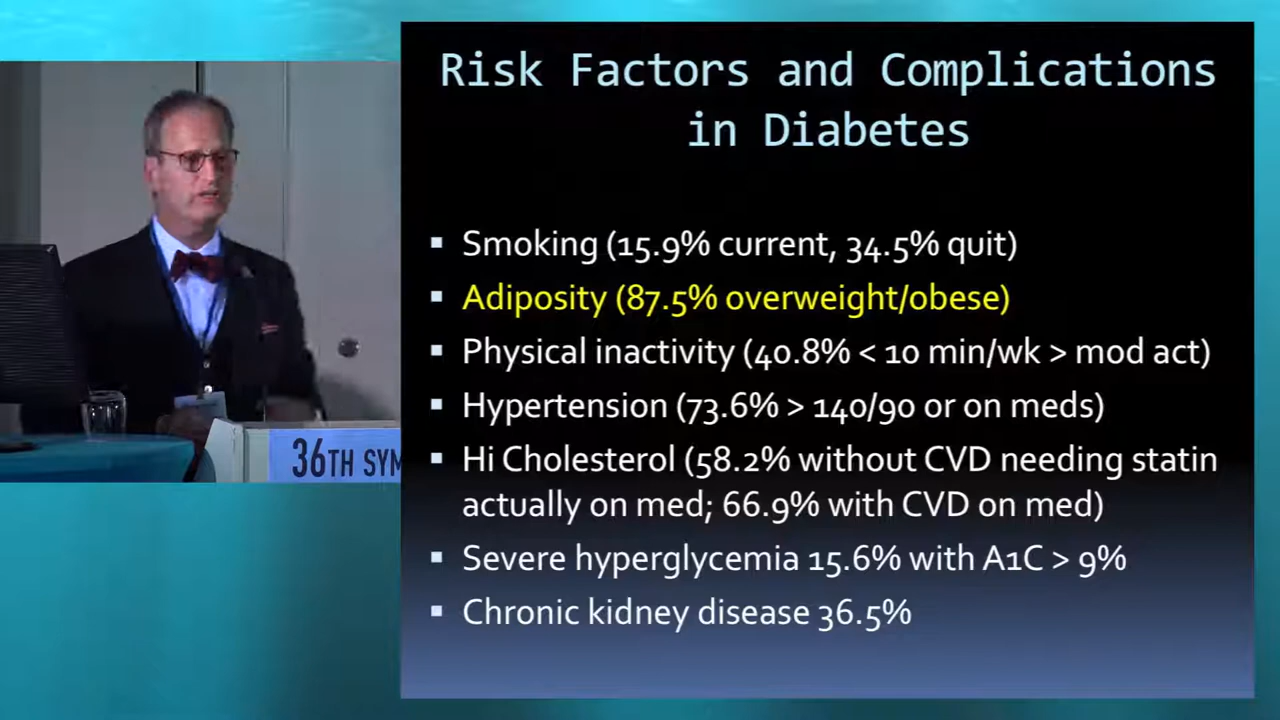 Risk Factors and Complications
in Diabetes
▪ Smoking (15.9% current, 34.5% quit)
▪ Adiposity (87.5% overweight/obese)
▪ Physical inactivity (40.8% < 10 min/wk > mod act)
▪ Hypertension (73.6% > 140/90 or on meds)
▪ Hi Cholesterol (58.2% without CVD needing statin
actually on med; 66.9% with CVD on med)
▪ Severe hyperglycemia 15.6% with A1C > 9%
▪ Chronic kidney disease 36.5%
36TH SYM